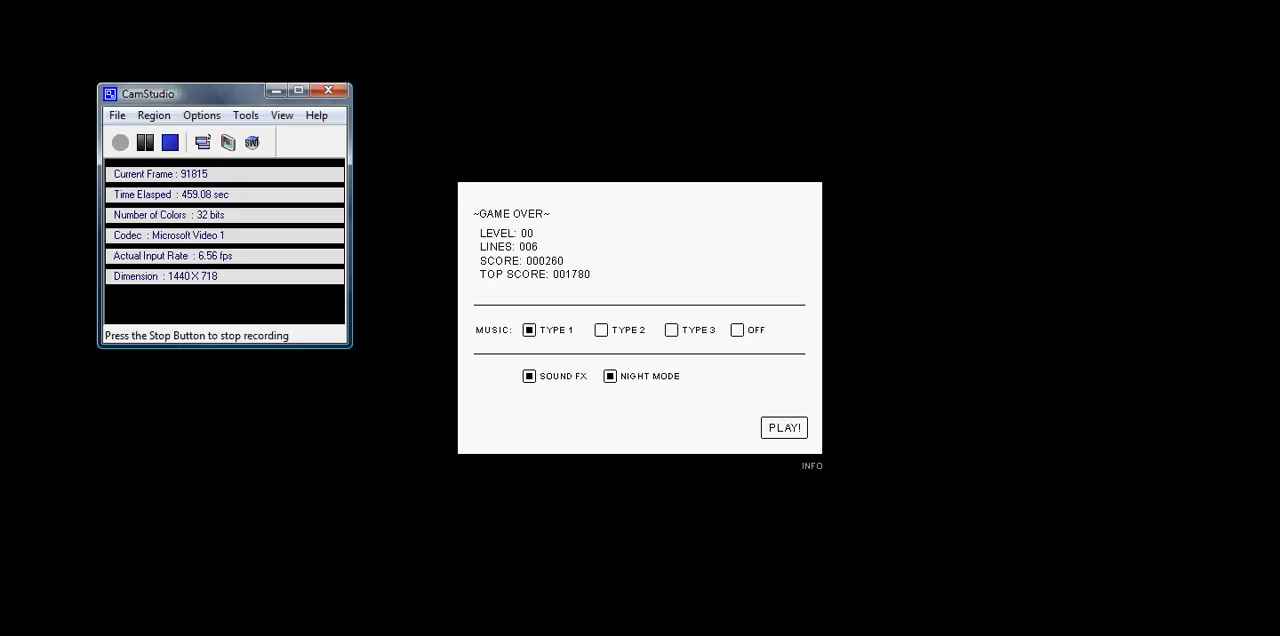 CamStudio
File Region Options Tools View Help
Current Frame : 91815
Time Elasped : 459.08 sec
Number of Colors : 32 bits
Codec : Microsoft Video 1
Actual Input Rate : 6.56 fps
Dimension : 1440 X 718
Press the Stop Button to stop recording
~GAME OVER~
LEVEL: 00
LINES: 006
SCORE: 000260
TOP SCORE: 001780
MUSIC: TYPE 1 TYPE 2 TYPE 3 OFF
SOUND FX NIGHT MODE
PLAY!
INFO